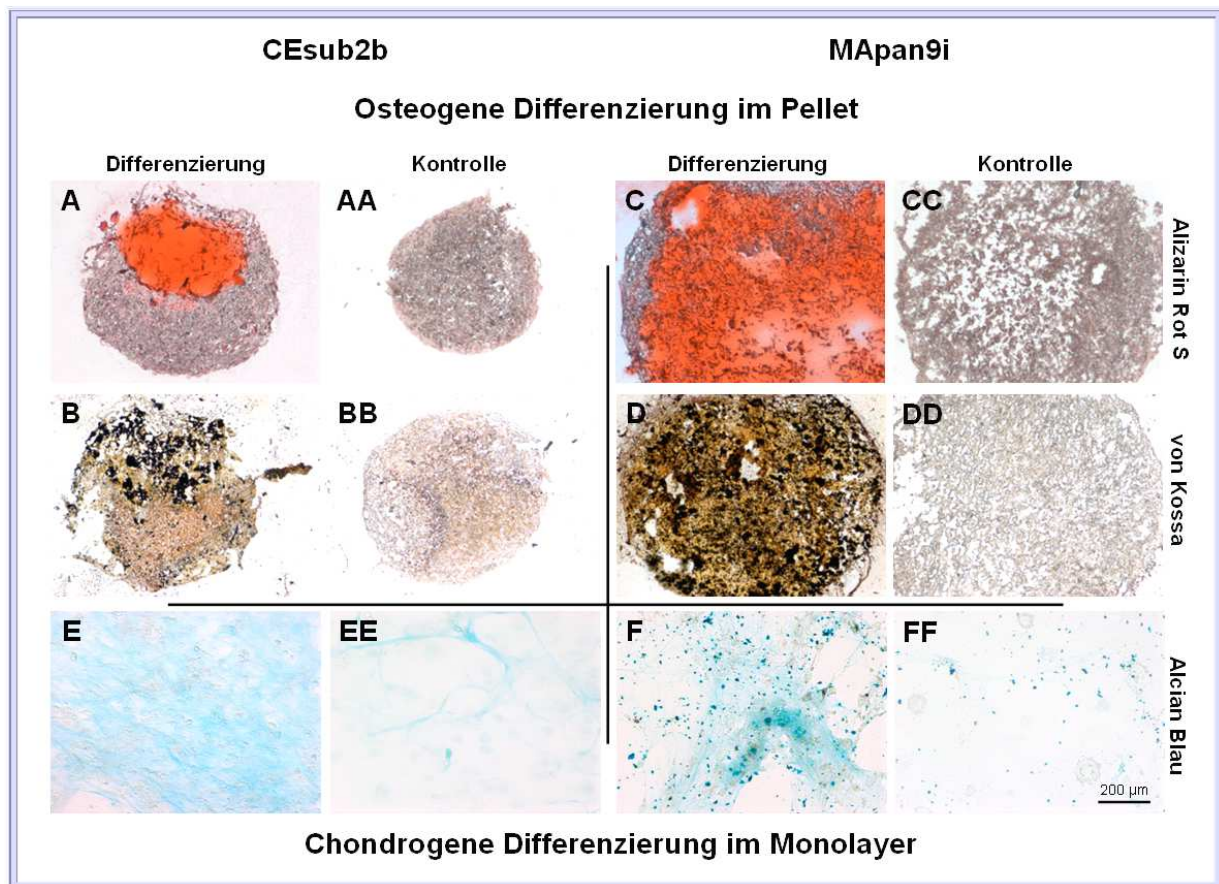 CEsub2b
MApan9i
Osteogene Differenzierung im Pellet
Differenzierung
Kontrolle
Differenzierung
Kontrolle
A
AA
C
CC
Alizarin Rot S
B
BB
D
DD
von Kossa
E
EE
F
FF
Alcian Blau
200 µm
Chondrogene Differenzierung im Monolayer